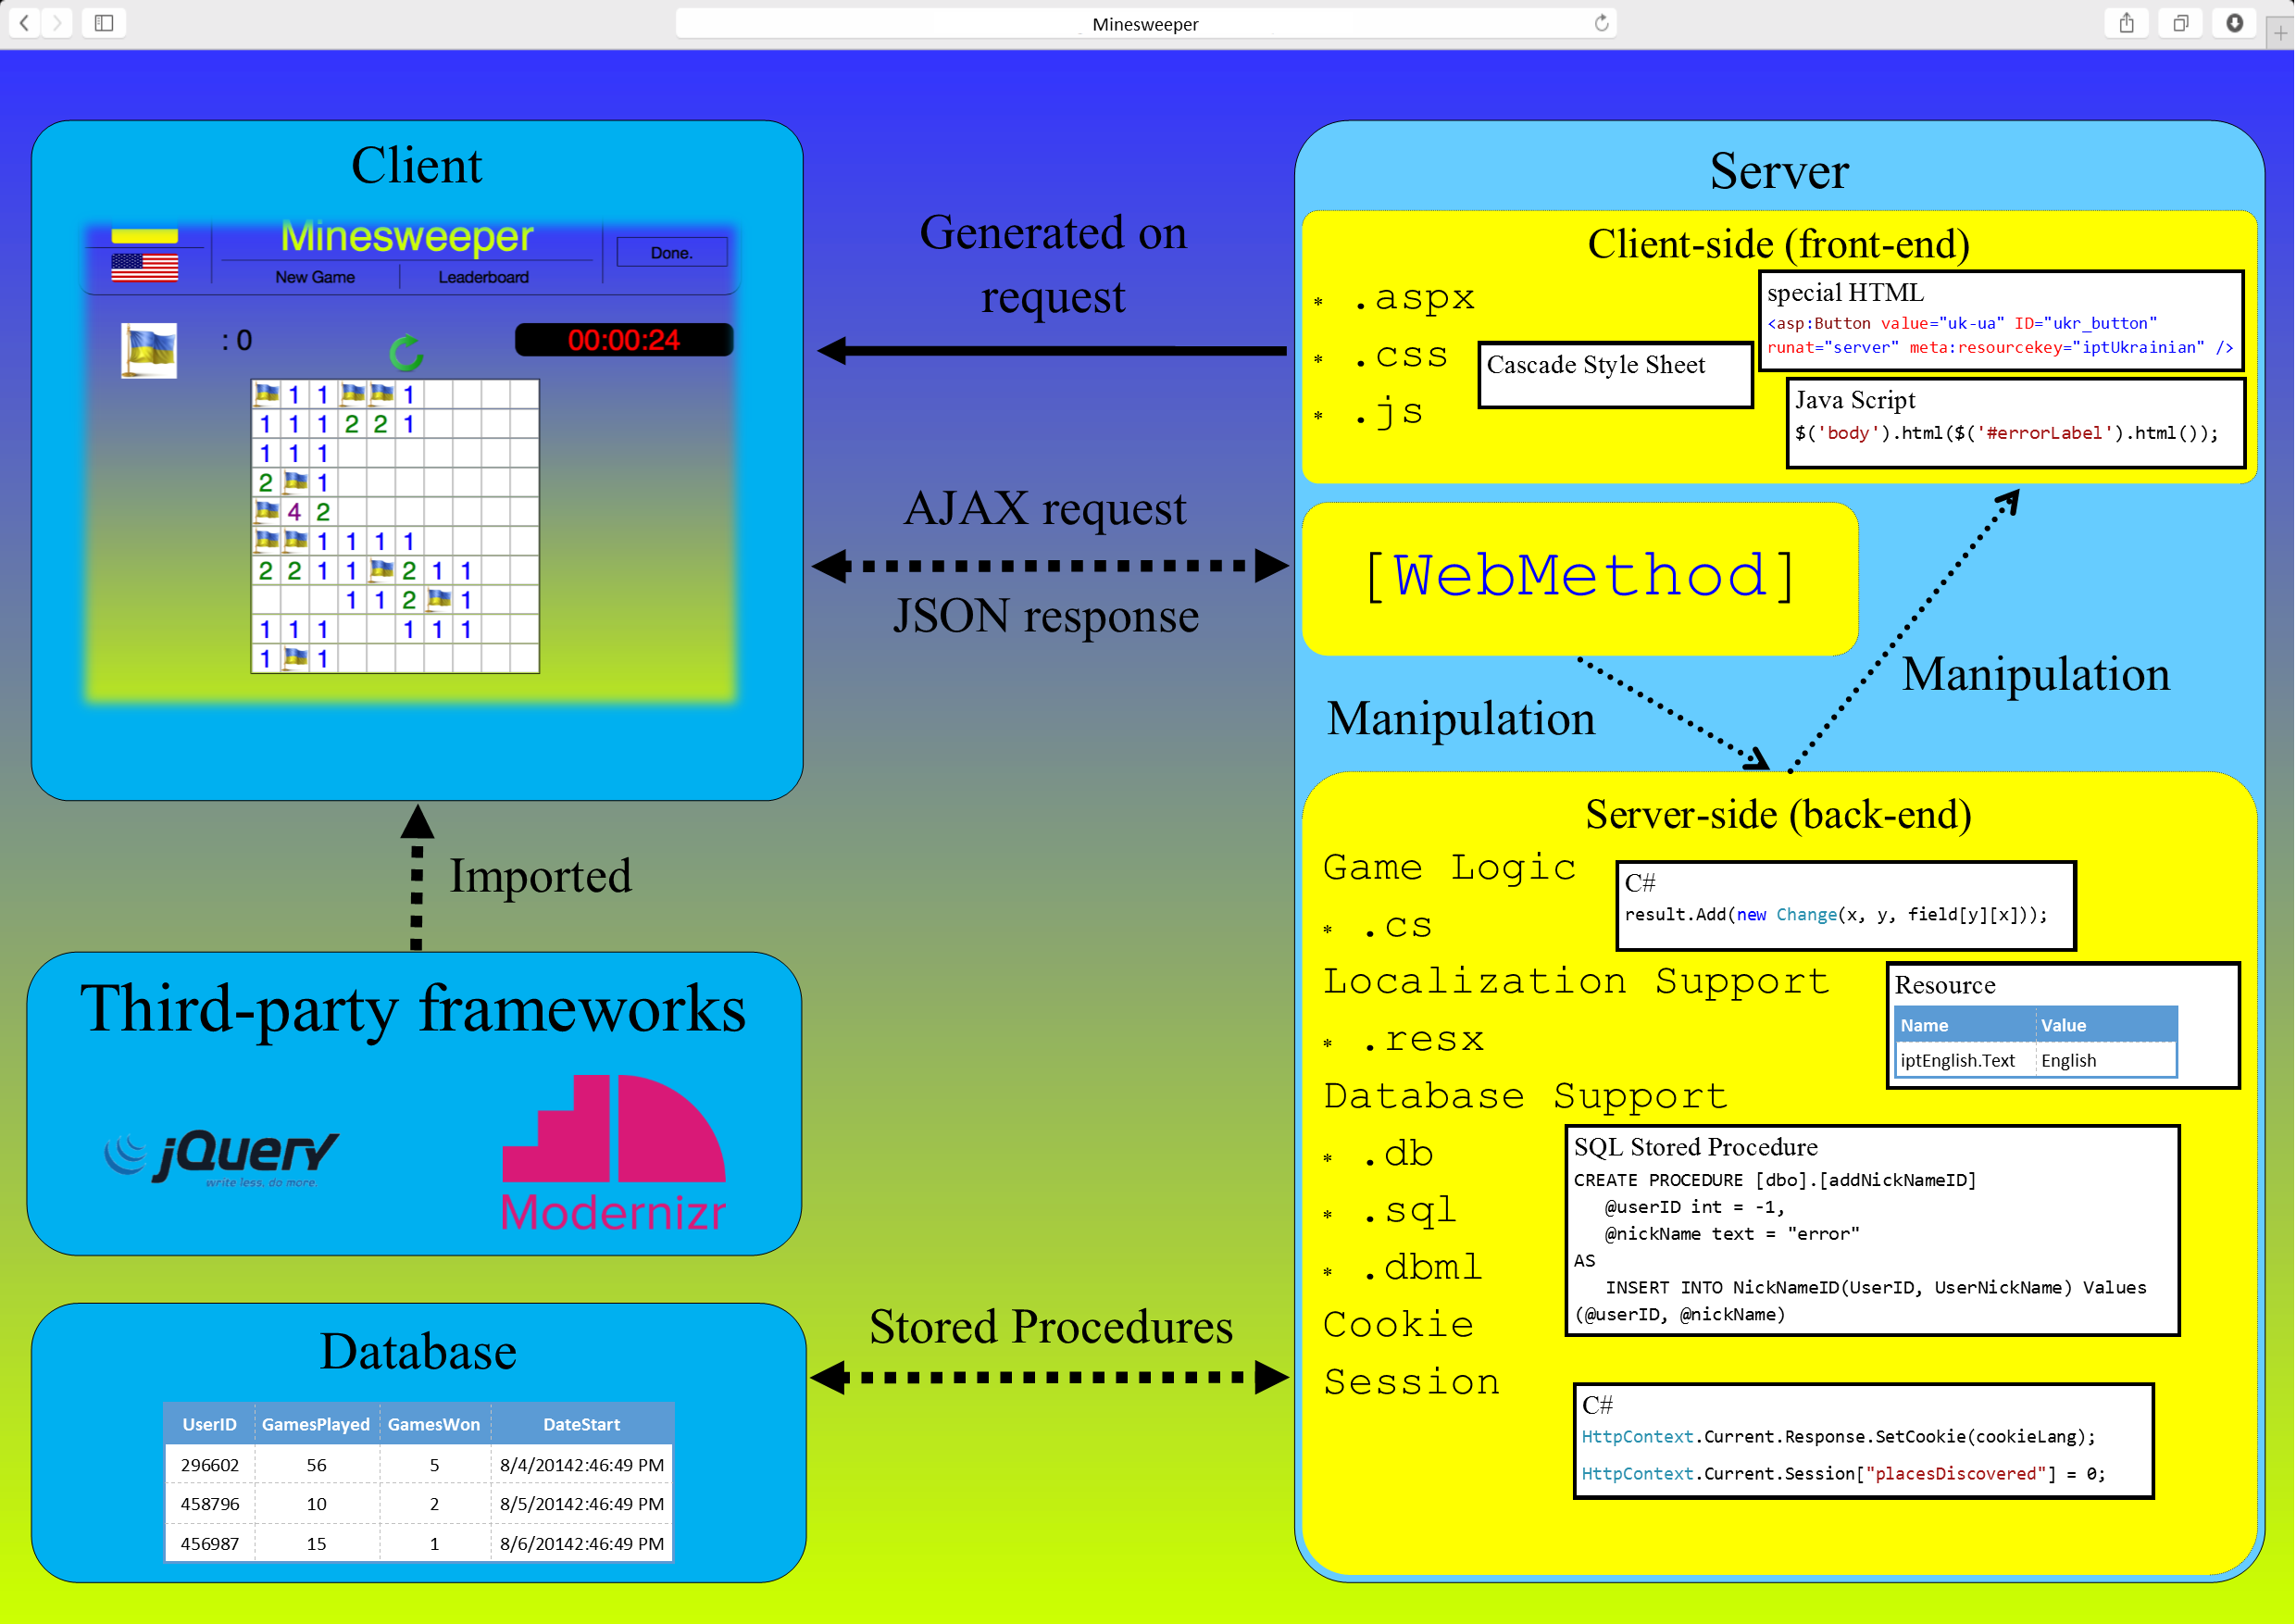 Minesweeper
Client
Minesweeper
Done.
New Game
Leaderboard
: 0
00:00:24
1 1 1
1 1 1 2 2 1
1 1 1
2 1
4 2
1 1 1 1
2 2 1 1 2 1 1
1 1 2 1
1 1 1 1 1 1
1 1
Imported
Third-party frameworks
jQuery
write less, do more.
Modernizr
Database
UserID GamesPlayed GamesWon DateStart
296602 56 5 8/4/20142:46:49 PM
458796 10 2 8/5/20142:46:49 PM
456987 15 1 8/6/20142:46:49 PM
Generated on
request
AJAX request
JSON response
Stored Procedures
Server
Client-side (front-end)
* .aspx
* .css
* .js
special HTML
<asp:Button value="uk-ua" ID="ukr_button"
runat="server" meta:resourcekey="iptUkrainian" />
Cascade Style Sheet
Java Script
$('body').html($('#errorLabel').html());
[WebMethod]
Manipulation
Manipulation
Server-side (back-end)
Game Logic
* .cs
Localization Support
* .resx
Database Support
* .db
* .sql
* .dbml
Cookie
Session
C#
result.Add(new Change(x, y, field[y][x]));
Resource
Name Value
iptEnglish.Text English
SQL Stored Procedure
CREATE PROCEDURE [dbo].[addNickNameID]
@userID int = -1,
@nickName text = "error"
AS
INSERT INTO NickNameID(UserID, UserNickName) Values
(@userID, @nickName)
C#
HttpContext.Current.Response.SetCookie(cookieLang);
HttpContext.Current.Session["placesDiscovered"] = 0;